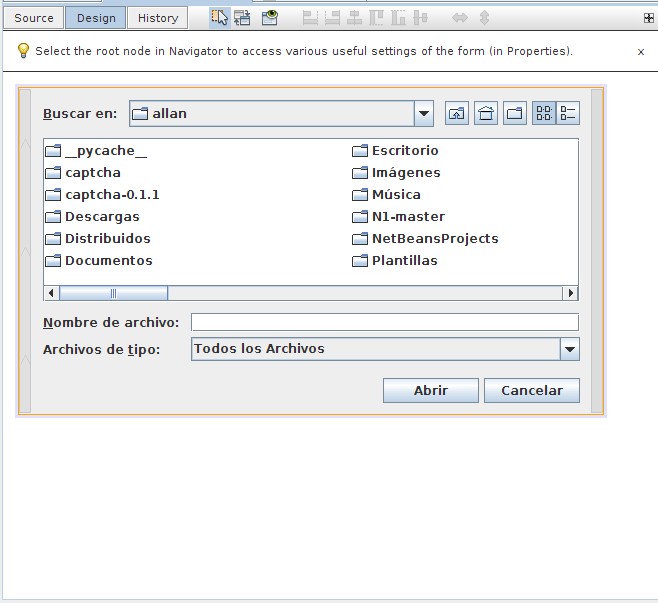 Source Design History
Select the root node in Navigator to access various useful settings of the form (in Properties). x
Buscar en: allan
__pycache__ Escritorio
captcha Imágenes
captcha-0.1.1 Música
Descargas N1-master
Distribuidos NetBeansProjects
Documentos Plantillas
Nombre de archivo:
Archivos de tipo: Todos los Archivos
Abrir Cancelar